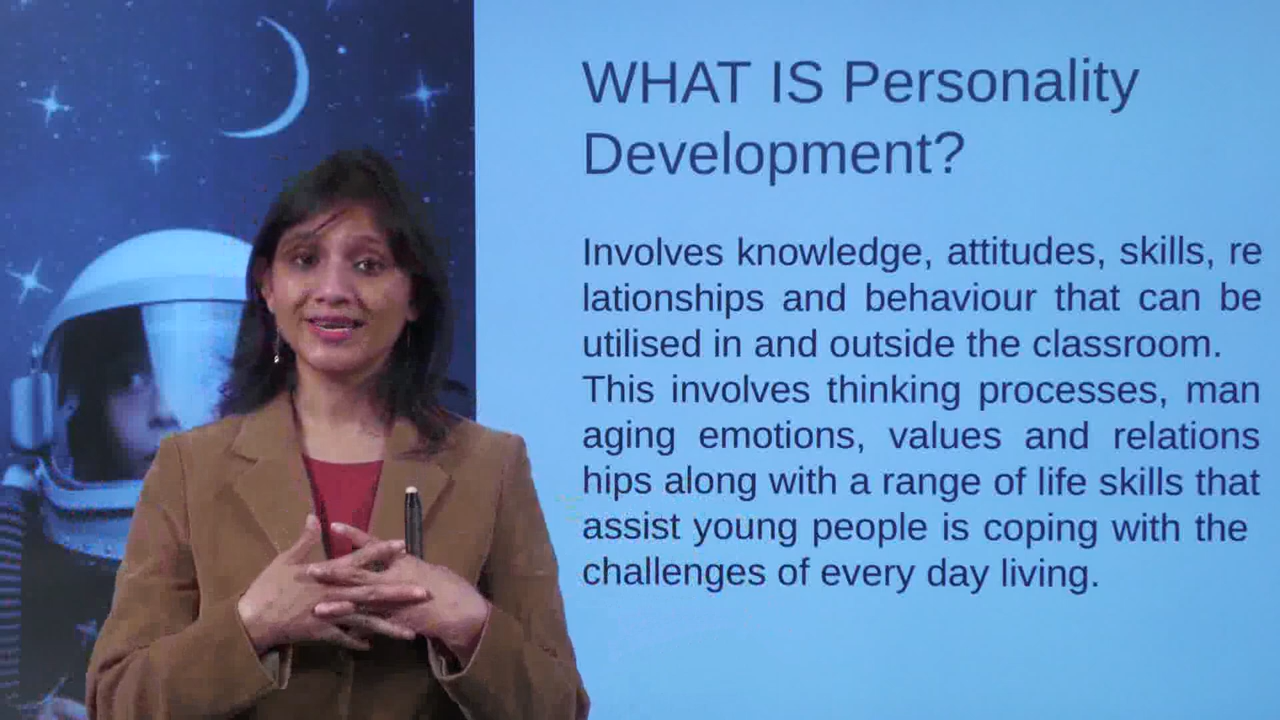 WHAT IS Personality
Development?
Involves knowledge, attitudes, skills, re
lationships and behaviour that can be
utilised in and outside the classroom.
This involves thinking processes, man
aging emotions, values and relations
hips along with a range of life skills that
assist young people is coping with the
challenges of every day living.